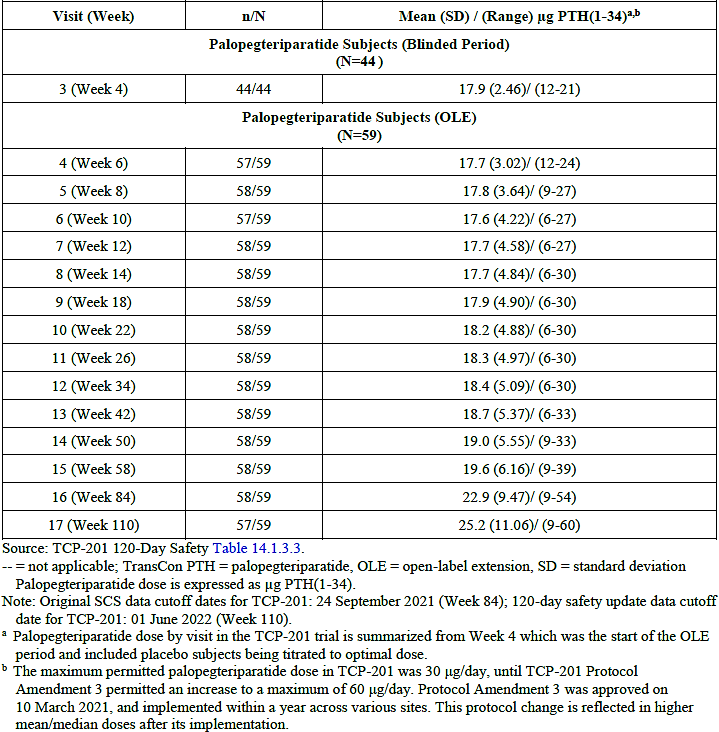 Visit (Week) n/N Mean (SD) / (Range) µg PTH(1-34)a,b
Palopegteriparatide Subjects (Blinded Period)
(N=44 )
3 (Week 4) 44/44 17.9 (2.46)/ (12-21)
Palopegteriparatide Subjects (OLE)
(N=59)
4 (Week 6) 57/59 17.7 (3.02)/ (12-24)
5 (Week 8) 58/59 17.8 (3.64)/ (9-27)
6 (Week 10) 57/59 17.6 (4.22)/ (6-27)
7 (Week 12) 58/59 17.7 (4.58)/ (6-27)
8 (Week 14) 58/59 17.7 (4.84)/ (6-30)
9 (Week 18) 58/59 17.9 (4.90)/ (6-30)
10 (Week 22) 58/59 18.2 (4.88)/ (6-30)
11 (Week 26) 58/59 18.3 (4.97)/ (6-30)
12 (Week 34) 58/59 18.4 (5.09)/ (6-30)
13 (Week 42) 58/59 18.7 (5.37)/ (6-33)
14 (Week 50) 58/59 19.0 (5.55)/ (9-33)
15 (Week 58) 58/59 19.6 (6.16)/ (9-39)
16 (Week 84) 58/59 22.9 (9.47)/ (9-54)
17 (Week 110) 57/59 25.2 (11.06)/ (9-60)
Source: TCP-201 120-Day Safety Table 14.1.3.3.
-- = not applicable; TransCon PTH = palopegteriparatide, OLE = open-label extension, SD = standard deviation
Palopegteriparatide dose is expressed as µg PTH(1-34).
Note: Original SCS data cutoff dates for TCP-201: 24 September 2021 (Week 84); 120-day safety update data cutoff
date for TCP-201: 01 June 2022 (Week 110).
a Palopegteriparatide dose by visit in the TCP-201 trial is summarized from Week 4 which was the start of the OLE
period and included placebo subjects being titrated to optimal dose.
b The maximum permitted palopegteriparatide dose in TCP-201 was 30 µg/day, until TCP-201 Protocol
Amendment 3 permitted an increase to a maximum of 60 µg/day. Protocol Amendment 3 was approved on
10 March 2021, and implemented within a year across various sites. This protocol change is reflected in higher
mean/median doses after its implementation.